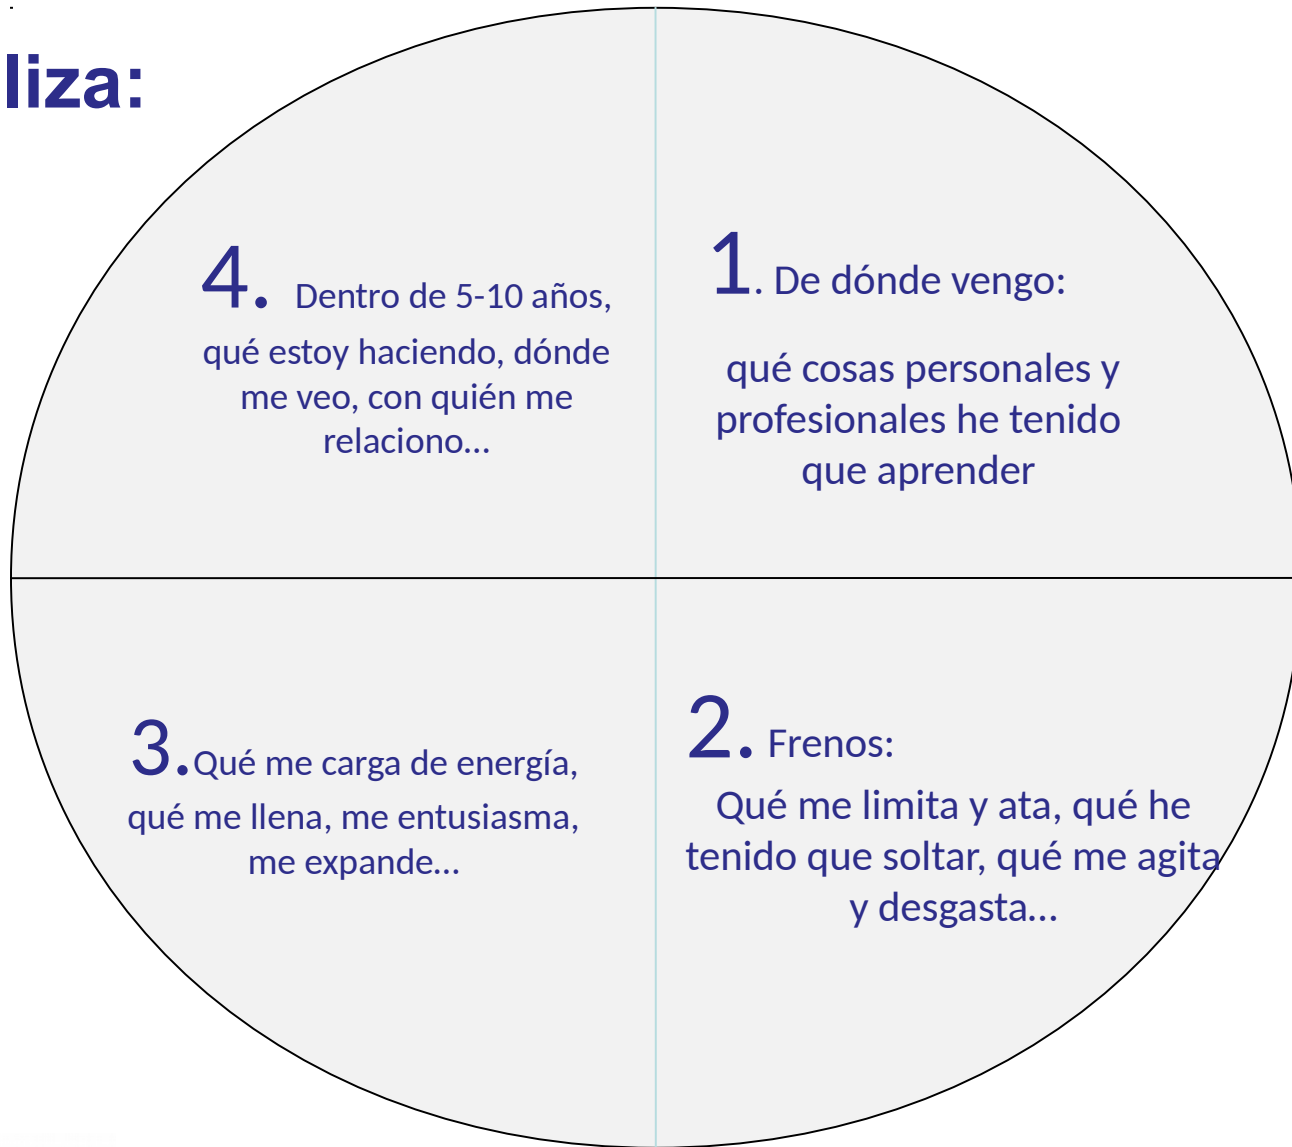 liza:
4. Dentro de 5-10 años,
qué estoy haciendo, dónde
me veo, con quién me
relaciono...
1. De dónde vengo:
qué cosas personales y
profesionales he tenido
que aprender
3.Qué me carga de energía,
qué me llena, me entusiasma,
me expande...
2. Frenos:
Qué me limita y ata, qué he
tenido que soltar, qué me agita
y desgasta...